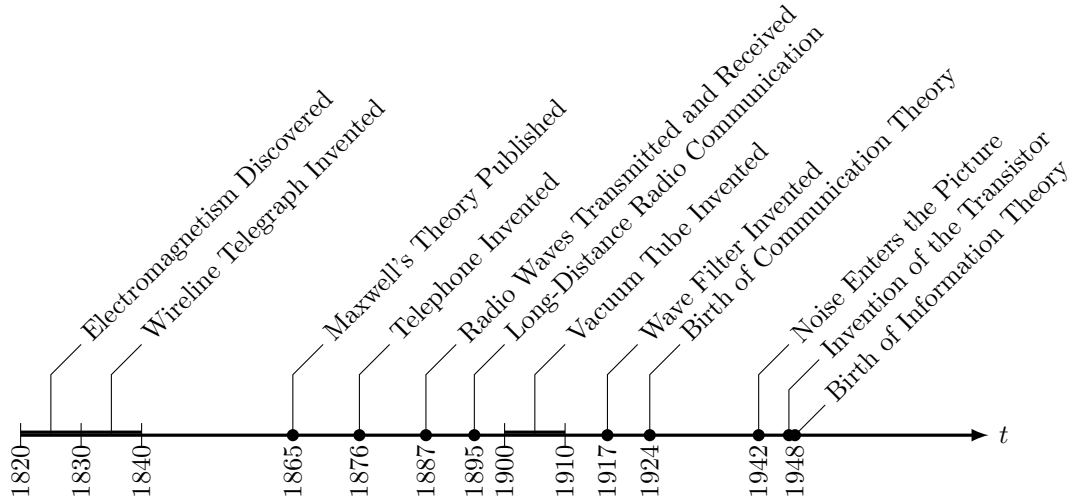 Electromagnetism Discovered
Wireline Telegraph Invented
Maxwell's Theory Published
Telephone Invented
Radio Waves Transmitted and Received
Long-Distance Radio Communication
Vacuum Tube Invented
Wave Filter Invented
Birth of Communication Theory
Noise Enters the Picture
Invention of the Transistor
Birth of Information Theory
t
1820
1830
1840
1865
1876
1887
1895
1900
1910
1917
1924
1942
1948